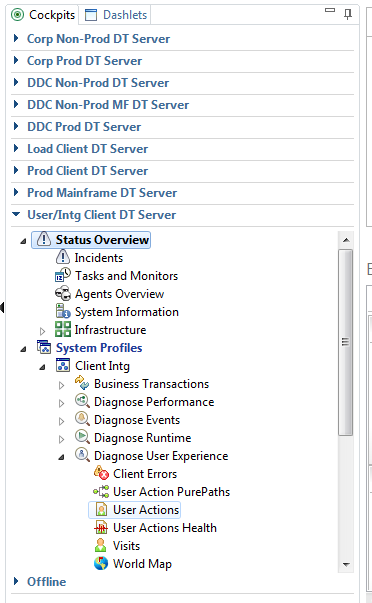 Cockpits Dashlets
Corp Non-Prod DT Server
Corp Prod DT Server
DDC Non-Prod DT Server
DDC Non-Prod MF DT Server
DDC Prod DT Server
Load Client DT Server
Prod Client DT Server
Prod Mainframe DT Server
User/Intg Client DT Server
Status Overview
Incidents
Tasks and Monitors
Agents Overview
System Information
Infrastructure
System Profiles
Client Intg
Business Transactions
Diagnose Performance
Diagnose Events
Diagnose Runtime
Diagnose User Experience
Client Errors
User Action PurePaths
User Actions
User Actions Health
Visits
World Map
Offline